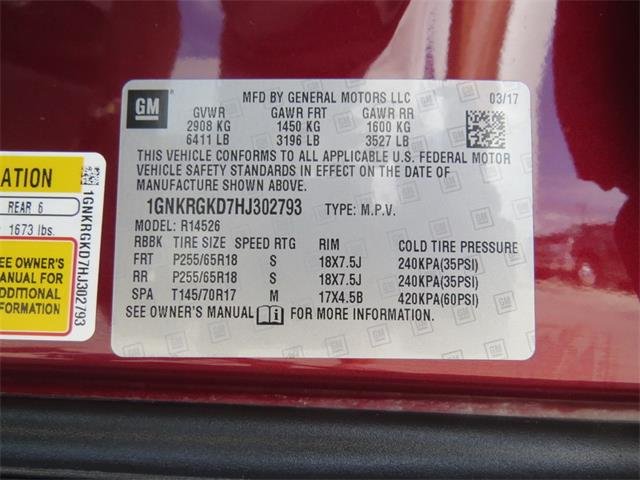 GM
MFD BY GENERAL MOTORS LLC
03/17
GVWR GAWR FRT GAWR RR
2908 KG 1450 KG 1600 KG
6411 LB 3196 LB 3527 LB
THIS VEHICLE CONFORMS TO ALL APPLICABLE U.S. FEDERAL MOTOR
VEHICLE SAFETY STANDARDS IN EFFECT ON THE DATE OF
MANUFACTURE SHOWN ABOVE.
1GNKRGKD7HJ302793 TYPE: M.P.V.
MODEL: R14526
RBBK TIRE SIZE SPEED RTG RIM COLD TIRE PRESSURE
FRT P255/65R18 S 18X7.5J 240KPA(35PSI)
RR P255/65R18 S 18X7.5J 240KPA(35PSI)
SPA T145/70R17 M 17X4.5B 420KPA(60PSI)
SEE OWNER'S MANUAL FOR MORE INFORMATION.
REAR 6
1673 lbs.
SEE OWNER'S
MANUAL FOR
ADDITIONAL
INFORMATION
1GNKRGKD7HJ302793